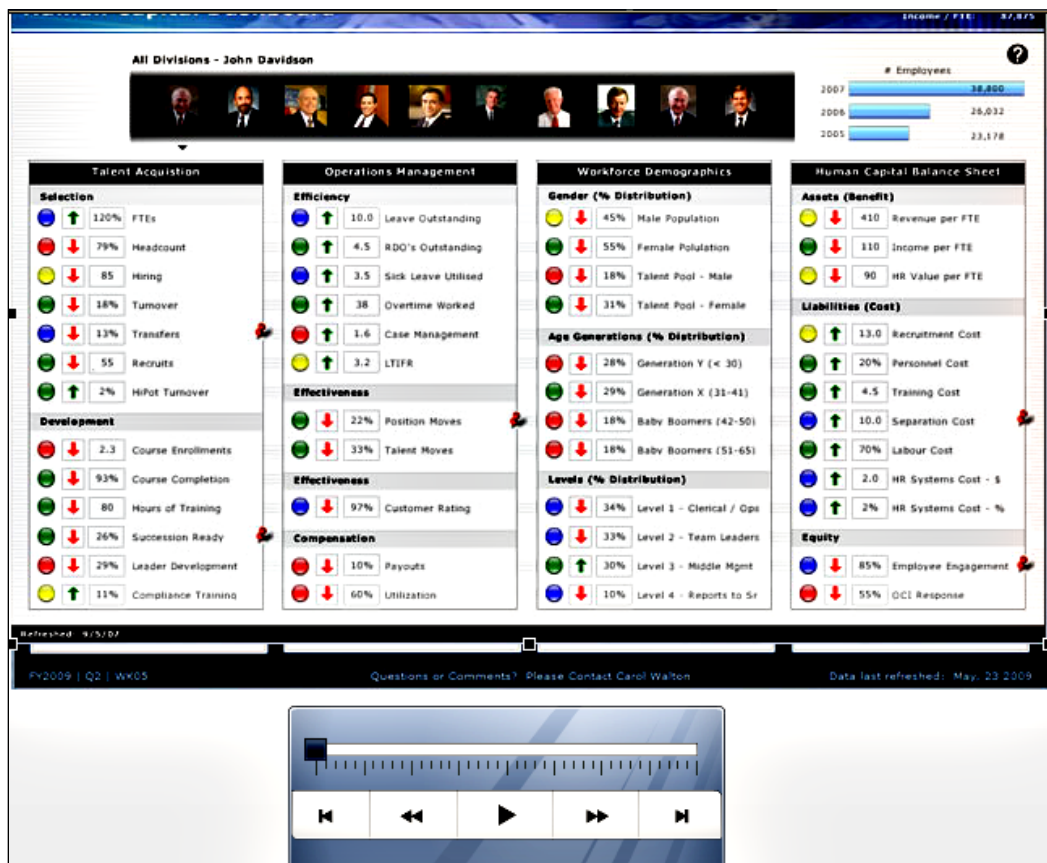 Human Capital Dashboard
Income / FTE: 87,875
All Divisions - John Davidson
?
# Employees
2007 38,800
2006 26,032
2005 23,178
Talent Acquistion
Selection
120% FTEs
79% Headcount
85 Hiring
18% Turnover
13% Transfers
55 Recruits
2% HiPot Turnover
Development
2.3 Course Enrollments
93% Course Completion
80 Hours of Training
26% Succession Ready
29% Leader Development
11% Compliance Training
Operations Management
Efficiency
10.0 Leave Outstanding
4.5 RDO's Outstanding
3.5 Sick Leave Utilised
38 Overtime Worked
1.6 Case Management
3.2 LTIFR
Effectiveness
22% Position Moves
33% Talent Moves
Effectiveness
97% Customer Rating
Compensation
10% Payouts
60% Utilization
Workforce Demographics
Gender (% Distribution)
45% Male Population
55% Female Polulation
18% Talent Pool - Male
31% Talent Pool - Female
Age Generations (% Distribution)
28% Generation Y (< 30)
29% Generation X (31-41)
18% Baby Boomers (42-50)
18% Baby Boomers (51-65)
Levels (% Distribution)
34% Level 1 - Clerical / Ops
33% Level 2 - Team Leaders
30% Level 3 - Middle Mgmt
10% Level 4 - Reports to Sr
Human Capital Balance Sheet
Assets (Benefit)
410 Revenue per FTE
110 Income per FTE
90 HR Value per FTE
Liabilities (Cost)
13.0 Recruitment Cost
20% Personnel Cost
4.5 Training Cost
10.0 Separation Cost
70% Labour Cost
2.0 HR Systems Cost - $
2% HR Systems Cost - %
Equity
85% Employee Engagement
55% OCI Response
Refreshed 9/5/07
FY2009 | Q2 | WK05
Questions or Comments? Please Contact Carol Walton
Data last refreshed: May, 23 2009